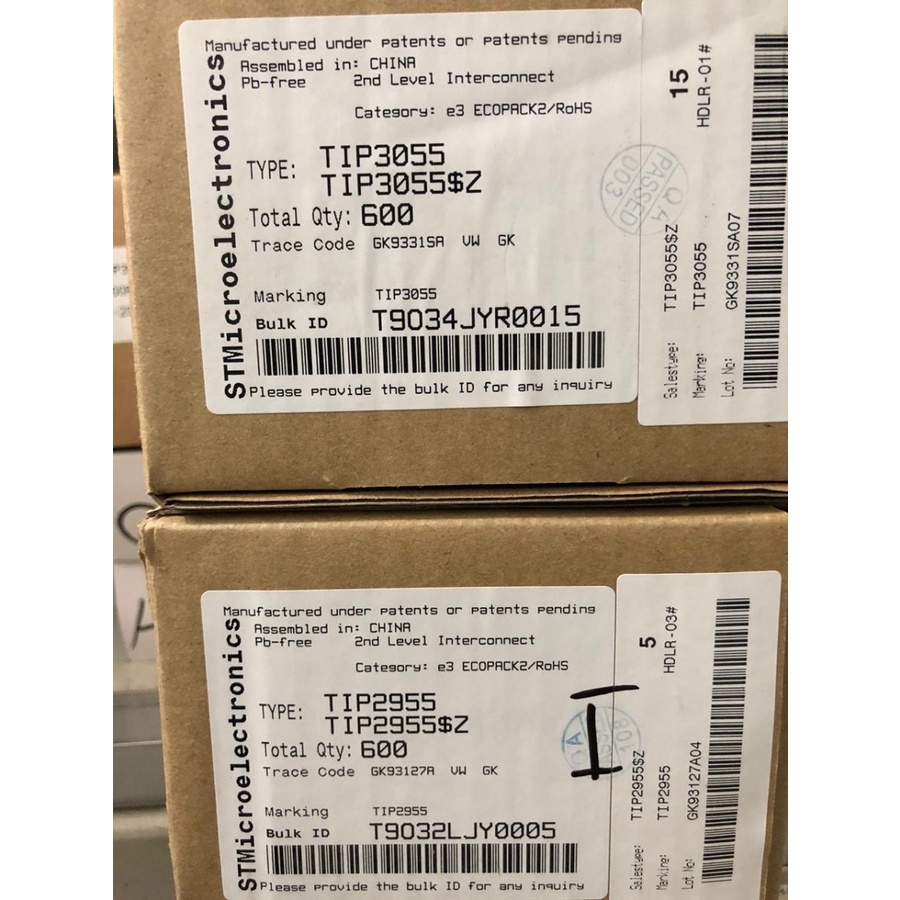 Manufactured under patents or patents pending
Assembled in: CHINA
Pb-free 2nd Level Interconnect
Category: e3 ECOPACK2/RoHS
STMicroelectronics
TYPE: TIP3055
TIP3055$Z
Total Qty: 600
Trace Code GK9331SA VW GK
Marking TIP3055
Bulk ID T9034JYR0015
Please provide the bulk ID for any inquiry
Q.A
PASSED
003
15
HDLR-01#
Salestype: TIP3055$Z
Marking: TIP3055
Lot No: GK9331SA07
Manufactured under patents or patents pending
Assembled in: CHINA
Pb-free 2nd Level Interconnect
Category: e3 ECOPACK2/RoHS
STMicroelectronics
TYPE: TIP2955
TIP2955$Z
Total Qty: 600
Trace Code GK93127A VW GK
Marking TIP2955
Bulk ID T9032LJY0005
Please provide the bulk ID for any inquiry
108
5
HDLR-03#
Salestype: TIP2955$Z
Marking: TIP2955
Lot No: GK93127A04